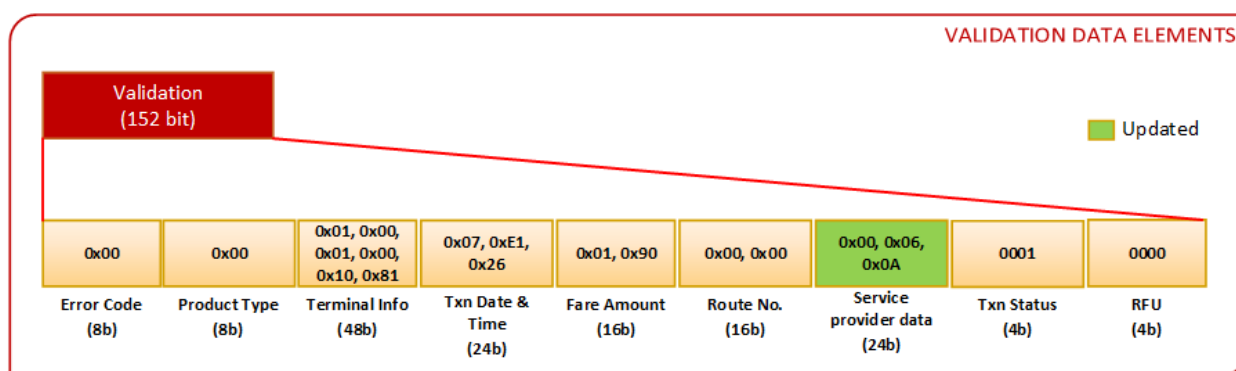 VALIDATION DATA ELEMENTS
Validation
(152 bit)
Updated
0x00
0x00
0x01, 0x00,
0x01, 0x00,
0x10, 0x81
0x07, 0xE1,
0x26
0x01, 0x90
0x00, 0x00
0x00, 0x06,
0x0A
0001
0000
Error Code
(8b)
Product Type
(8b)
Terminal Info
(48b)
Txn Date &
Time
(24b)
Fare Amount
(16b)
Route No.
(16b)
Service
provider data
(24b)
Txn Status
(4b)
RFU
(4b)